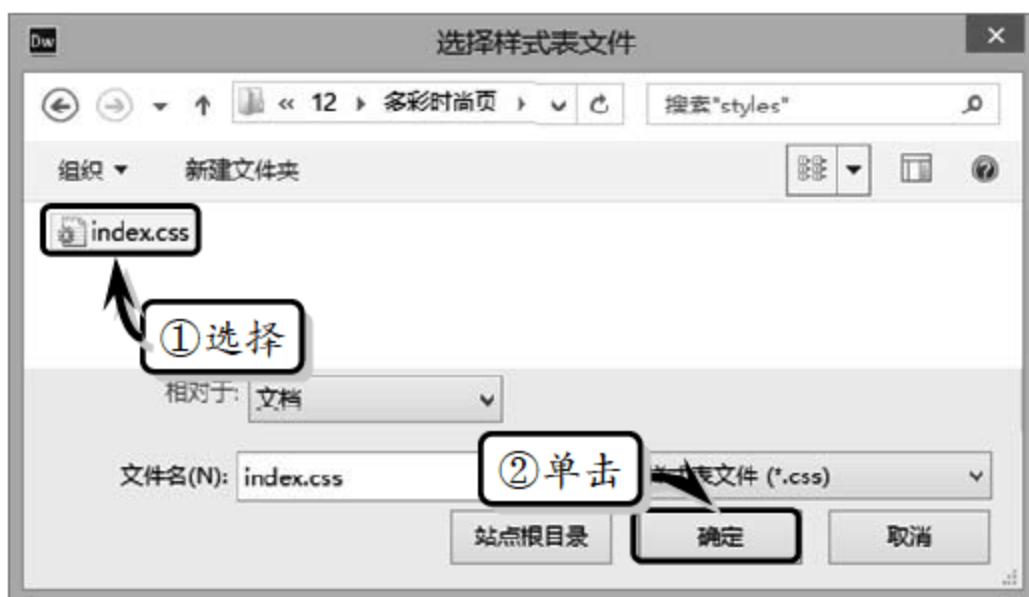 Dw 选择样式表文件
« 12 多彩时尚页 搜索"styles"
组织 新建文件夹
index.css
①选择
相对于: 文档
文件名(N): index.css
②单击
式表文件 (*.css)
站点根目录 确定 取消